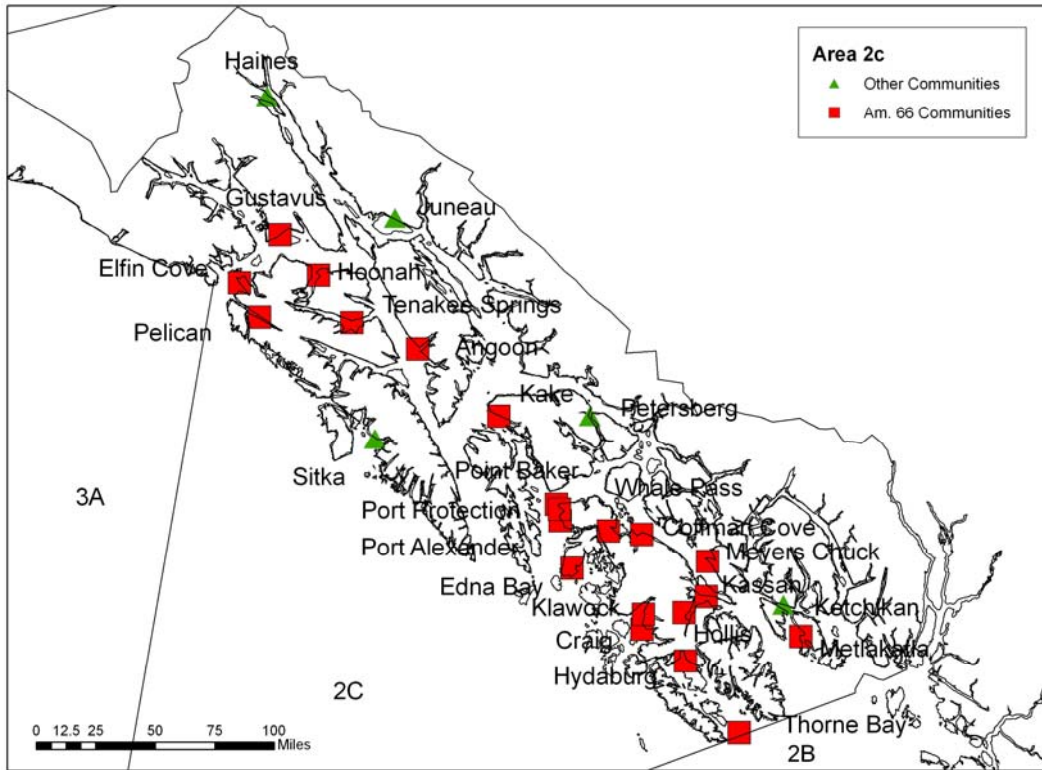 Haines
Area 2c
Other Communities
Am. 66 Communities
Gustavus
Juneau
Elfin Cove
Hoonah
Tenakee Springs
Pelican
Angoon
Kake
Petersberg
Sitka
Point Baker
Whale Pass
3A
Port Protection
Coffman Cove
Port Alexender
Meyers Chuck
Edna Bay
Kassan
Klawock
Ketchikan
Craig
Hollis
Metlakatla
Hydaburg
2C
Thorne Bay
2B
0 12.5 25 50 75 100
Miles